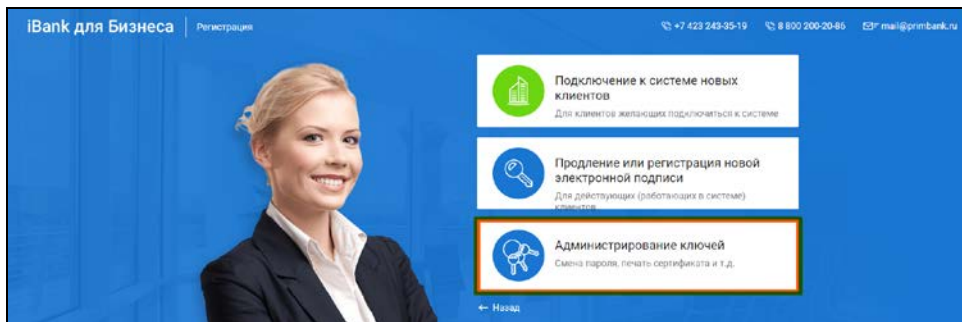 iBank для Бизнеса Регистрация +7 423 243-35-19 8 800 200-20-86 mail@primbank.ru
Подключение к системе новых
клиентов
Для клиентов желающих подключиться к системе
Продление или регистрация новой
электронной подписи
Для действующих (работающих в системе)
клиентов
Администрирование ключей
Смена пароля, печать сертификата и т.д.
← Назад